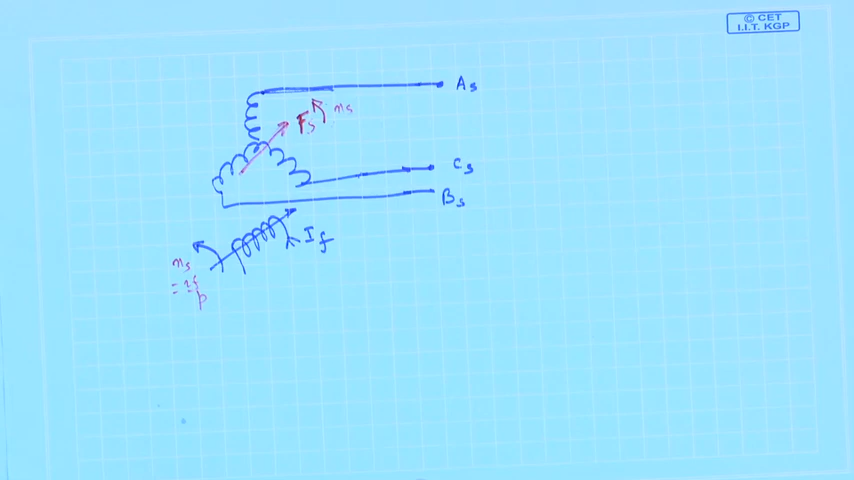 © CET
I.I.T. KGP
As
Fs
ns
Cs
Bs
If
ns
= 2f
p